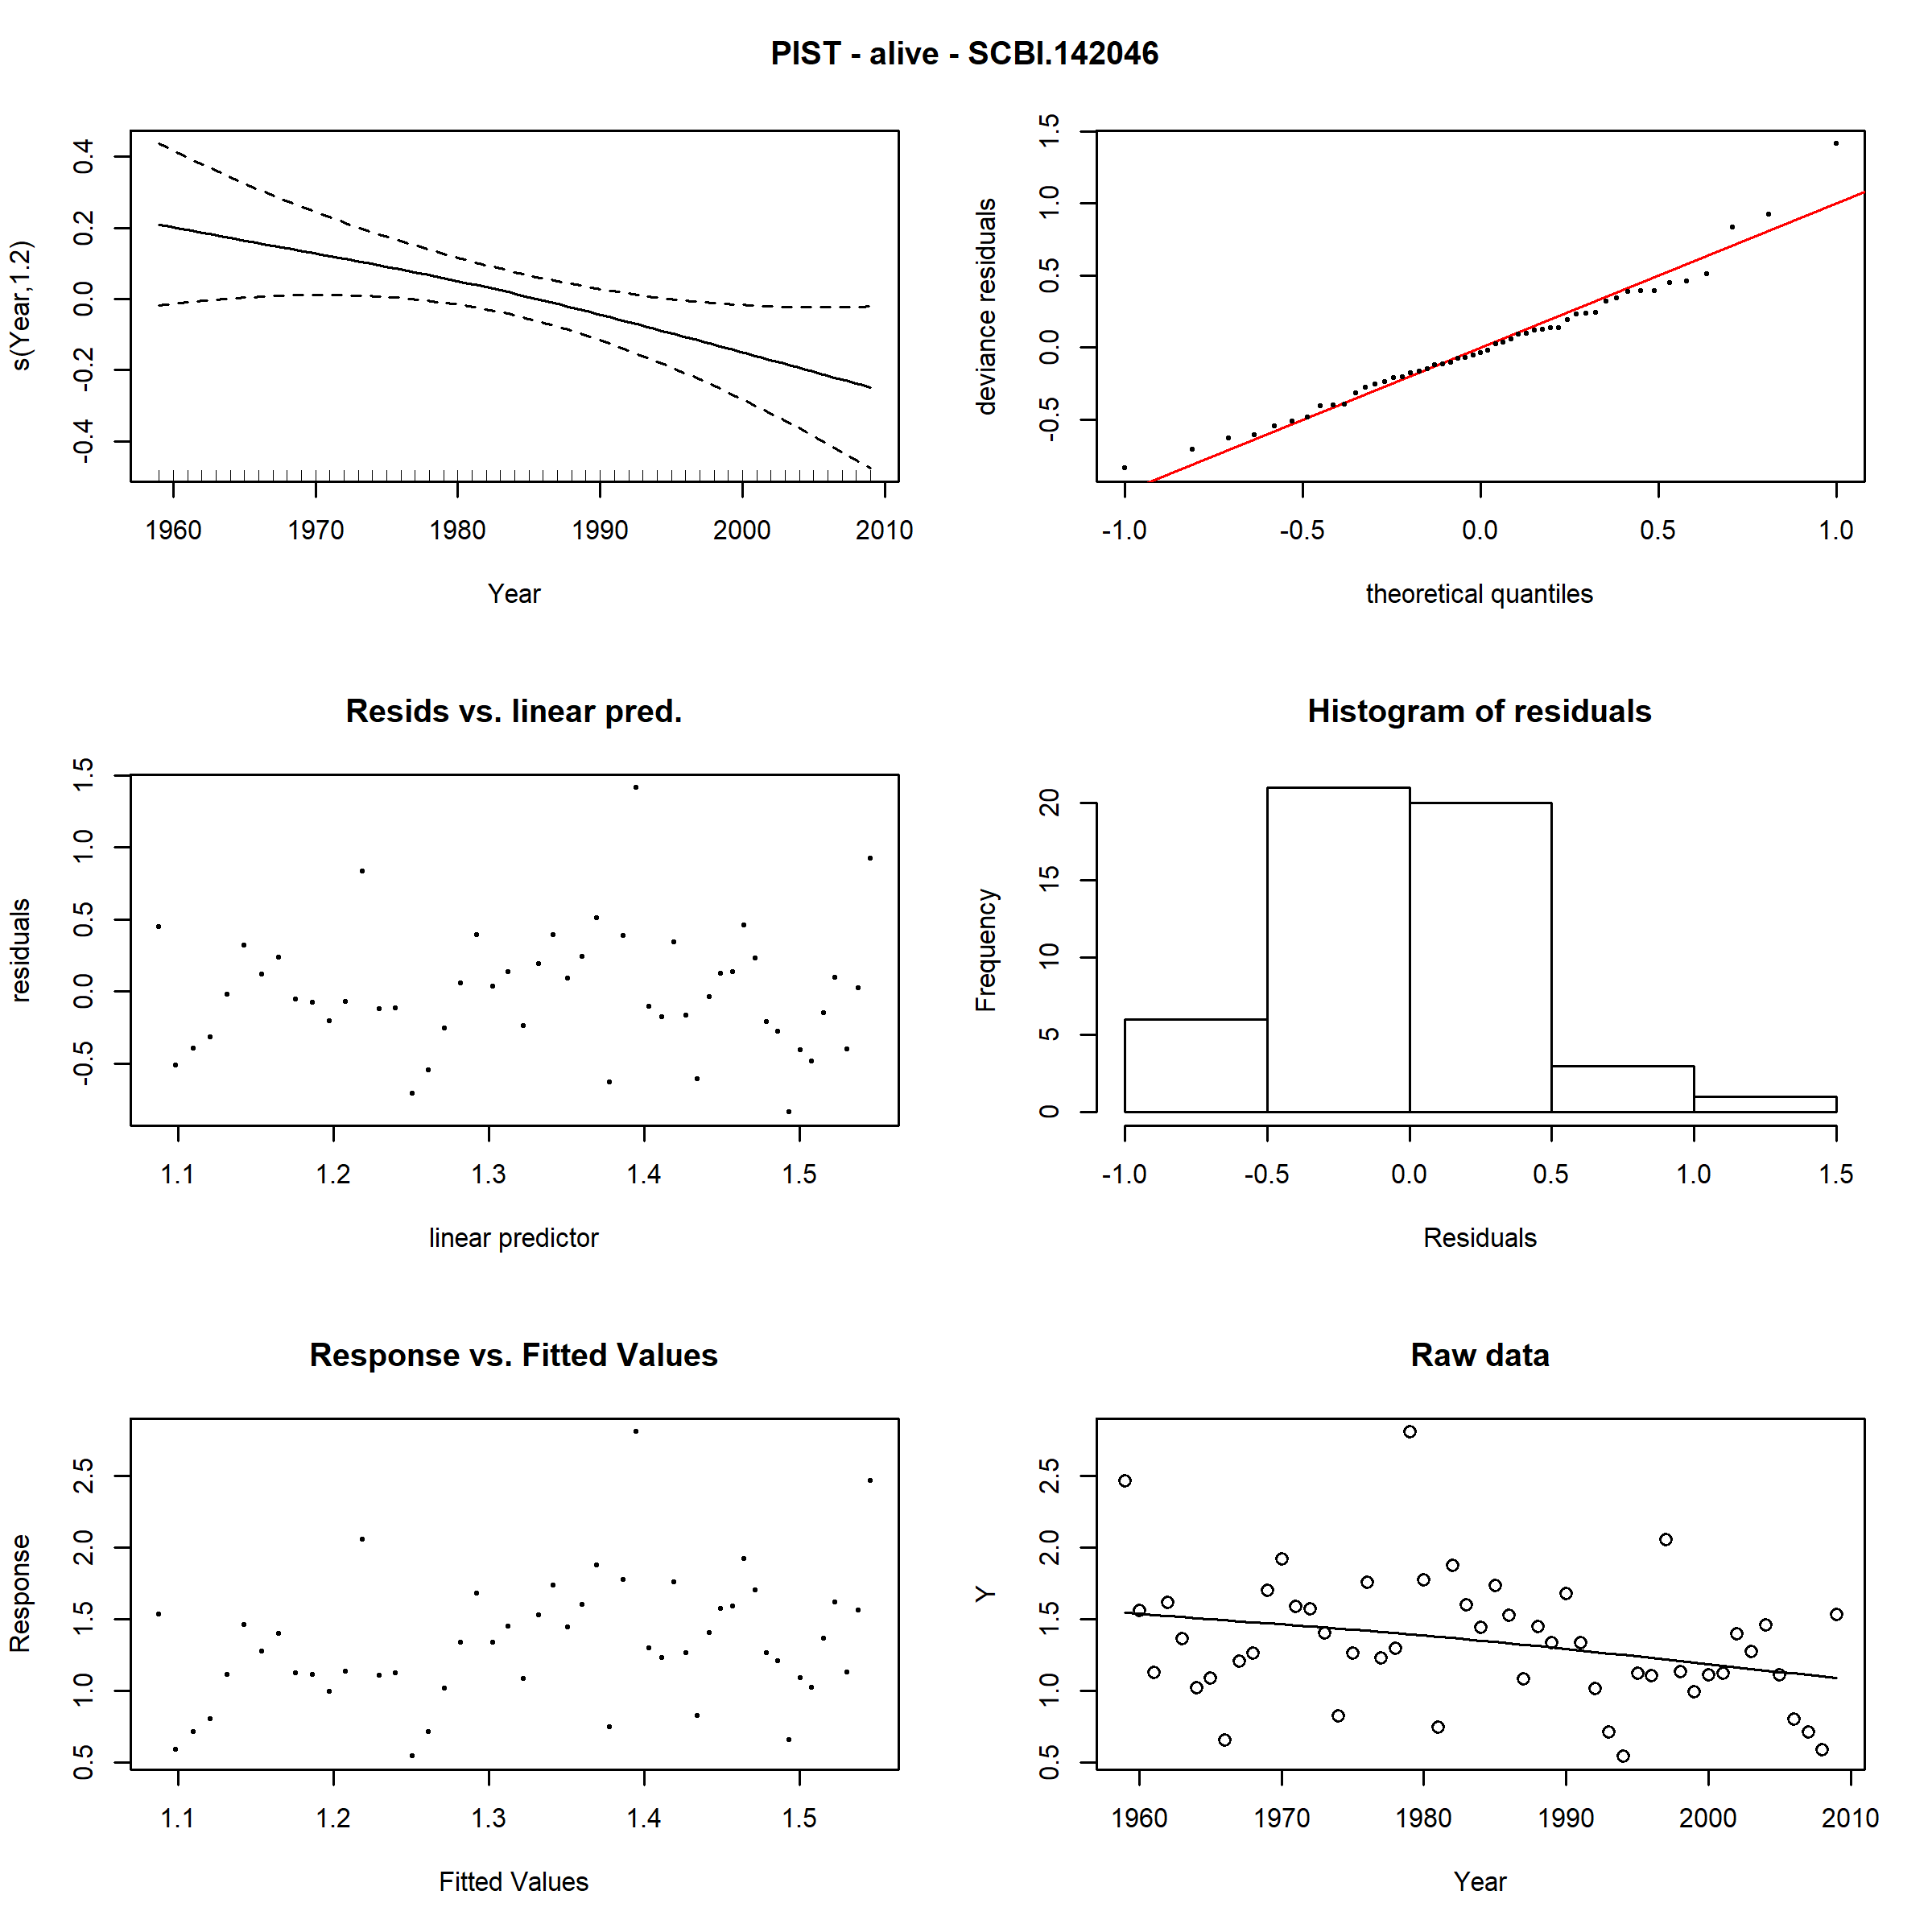 PIST - alive - SCBI.142046
s(Year,1.2)
0.4
0.2
0.0
-0.2
-0.4
1960 1970 1980 1990 2000 2010
Year
deviance residuals
1.5
1.0
0.5
0.0
-0.5
-1.0 -0.5 0.0 0.5 1.0
theoretical quantiles
Resids vs. linear pred.
residuals
1.5
1.0
0.5
0.0
-0.5
1.1 1.2 1.3 1.4 1.5
linear predictor
Histogram of residuals
Frequency
20
15
10
5
0
-1.0 -0.5 0.0 0.5 1.0 1.5
Residuals
Response vs. Fitted Values
Response
2.5
2.0
1.5
1.0
0.5
1.1 1.2 1.3 1.4 1.5
Fitted Values
Raw data
Y
2.5
2.0
1.5
1.0
0.5
1960 1970 1980 1990 2000 2010
Year